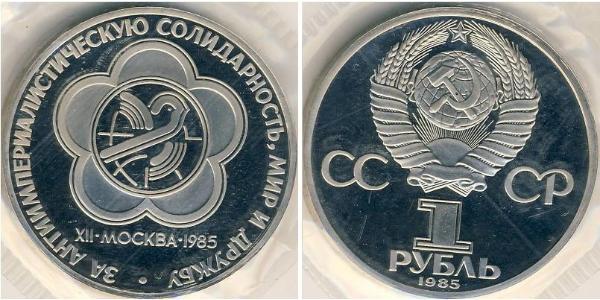 ЗА АНТИИМПЕРИАЛИСТИЧЕСКУЮ СОЛИДАРНОСТЬ, МИР И ДРУЖБУ •
XII • МОСКВА • 1985
СС СР
1
РУБЛЬ
1985